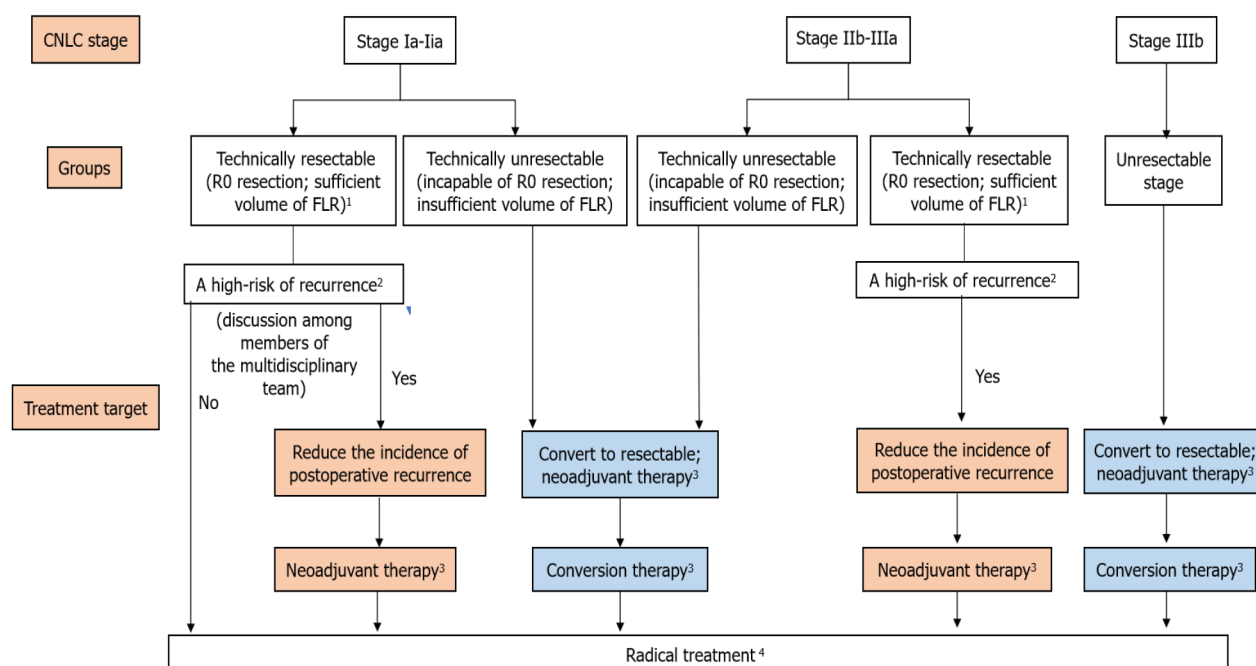 CNLC stage
Stage Ia-Iia
Stage IIb-IIIa
Stage IIIb
Groups
Technically resectable
(R0 resection; sufficient
volume of FLR)¹
Technically unresectable
(incapable of R0 resection;
insufficient volume of FLR)
Technically unresectable
(incapable of R0 resection;
insufficient volume of FLR)
Technically resectable
(R0 resection; sufficient
volume of FLR)¹
Unresectable
stage
A high-risk of recurrence²
(discussion among
members of
the multidisciplinary
team)
A high-risk of recurrence²
Treatment target
No
Yes
Yes
Reduce the incidence of
postoperative recurrence
Convert to resectable;
neoadjuvant therapy³
Reduce the incidence of
postoperative recurrence
Convert to resectable;
neoadjuvant therapy³
Neoadjuvant therapy³
Conversion therapy³
Neoadjuvant therapy³
Conversion therapy³
Radical treatment ⁴